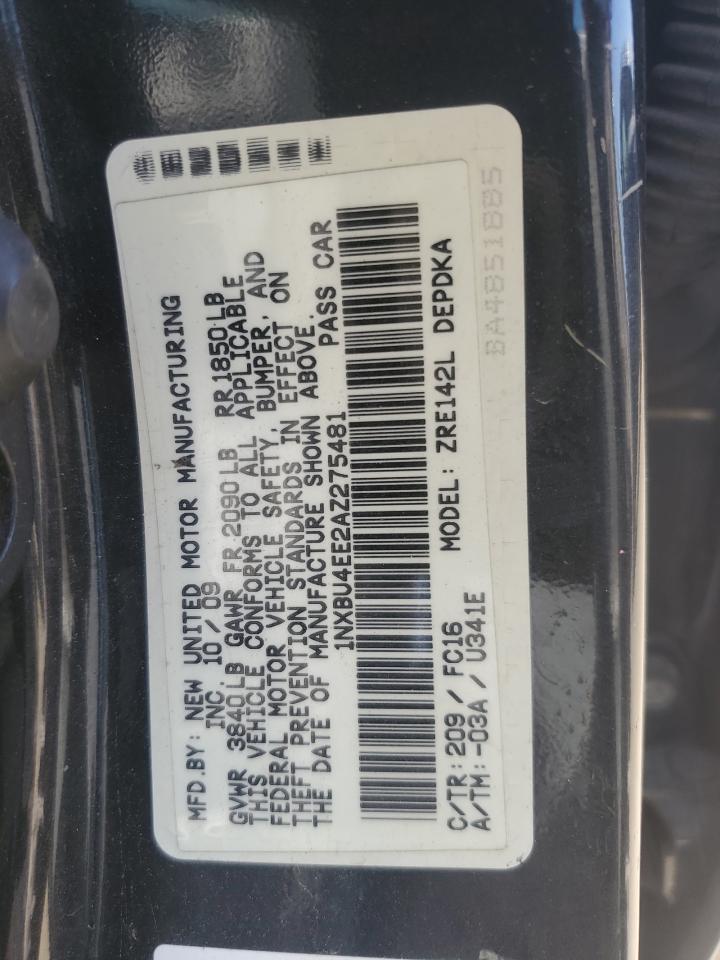 MFD.BY: NEW UNITED MOTOR MANUFACTURING
INC. 10/09
GVWR 3840LB GAWR FR 2090LB RR 1850LB
THIS VEHICLE CONFORMS TO ALL APPLICABLE
FEDERAL MOTOR VEHICLE SAFETY, BUMPER, AND
THEFT PREVENTION STANDARDS IN EFFECT ON
THE DATE OF MANUFACTURE SHOWN ABOVE.
1NXBU4EE2AZ275481 PASS CAR
C/TR: 209/FC16 MODEL: ZRE142L DEPDKA
A/TM: -03A/U341E